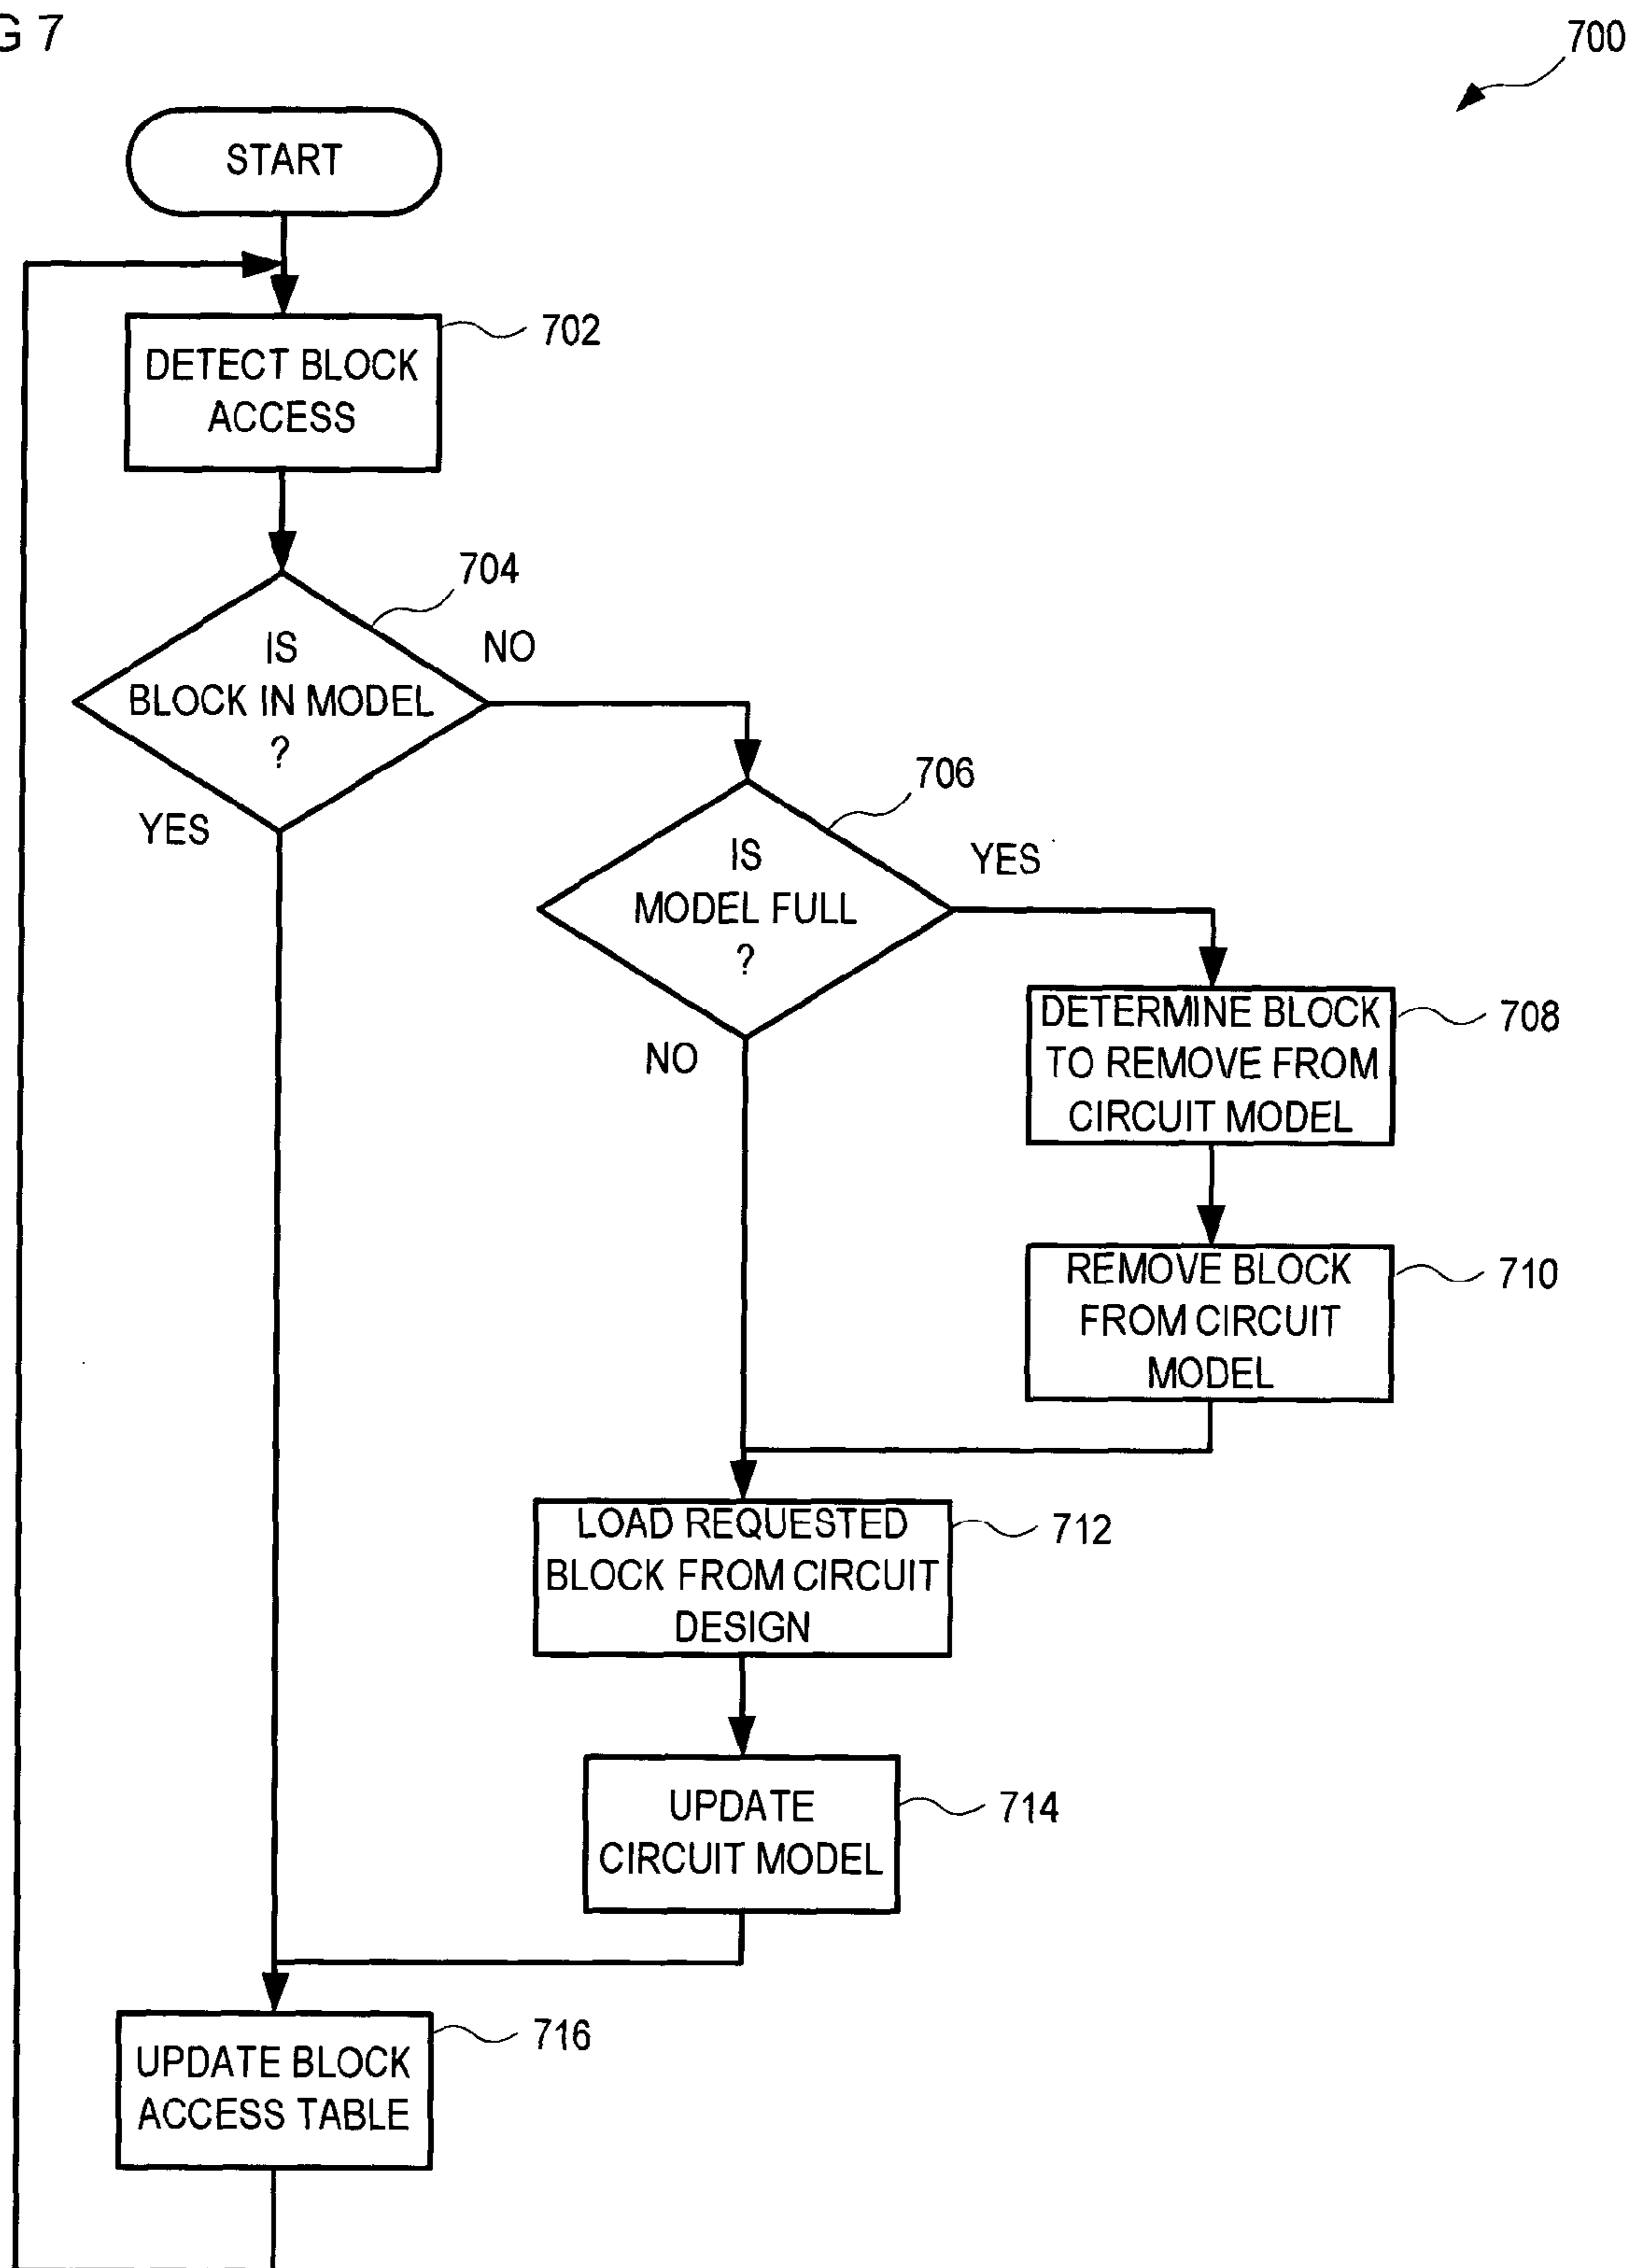 G 7
700
START
702
DETECT BLOCK
ACCESS
704
IS
BLOCK IN MODEL
?
NO
YES
706
IS
MODEL FULL
?
YES
NO
DETERMINE BLOCK
TO REMOVE FROM
CIRCUIT MODEL
708
REMOVE BLOCK
FROM CIRCUIT
MODEL
710
LOAD REQUESTED
BLOCK FROM CIRCUIT
DESIGN
712
UPDATE
CIRCUIT MODEL
714
UPDATE BLOCK
ACCESS TABLE
716